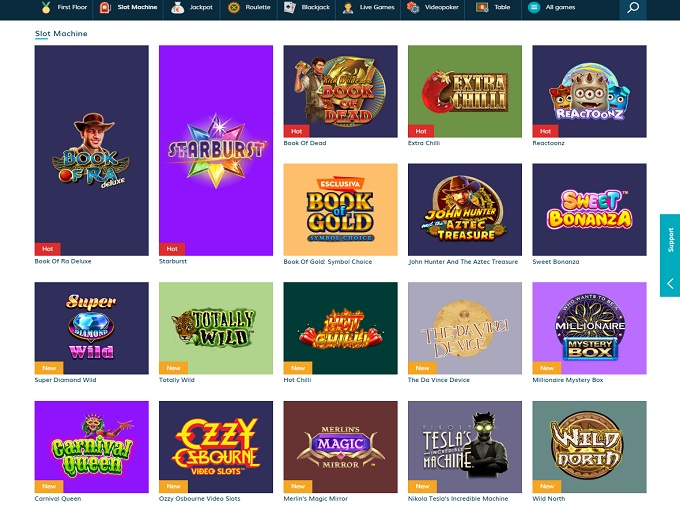 First Floor
Slot Machine
Jackpot
Roulette
Blackjack
Live Games
Videopoker
Table
All games
Slot Machine
BOOK OF RA deluxe
Hot
Book Of Ra Deluxe
STARBURST
Hot
Starburst
BOOK OF DEAD
Hot
Book Of Dead
EXTRA CHILLI
Hot
Extra Chilli
REACTOONZ
Hot
Reactoonz
ESCLUSIVA
BOOK of GOLD
SYMBOL CHOICE
Book Of Gold: Symbol Choice
JOHN HUNTER
and the
AZTEC TREASURE
John Hunter And The Aztec Treasure
SWEET BONANZA™
Sweet Bonanza
Support
Super DIAMOND Wild
New
Super Diamond Wild
TOTALLY WILD
New
Totally Wild
HOT CHILLI
New
Hot Chilli
THE DA VINCI DEVICE
New
The Da Vince Device
WHO WANTS TO BE A
MILLIONAIRE
MYSTERY BOX
New
Millionaire Mystery Box
Carnival Queen
New
Carnival Queen
OZZY OSBOURNE
VIDEO SLOTS™
New
Ozzy Osbourne Video Slots
MERLIN'S MAGIC MIRROR™
New
Merlin's Magic Mirror
NIKOLA TESLA'S INCREDIBLE MACHINE
New
Nikola Tesla's Incredible Machine
WILD NORTH
New
Wild North